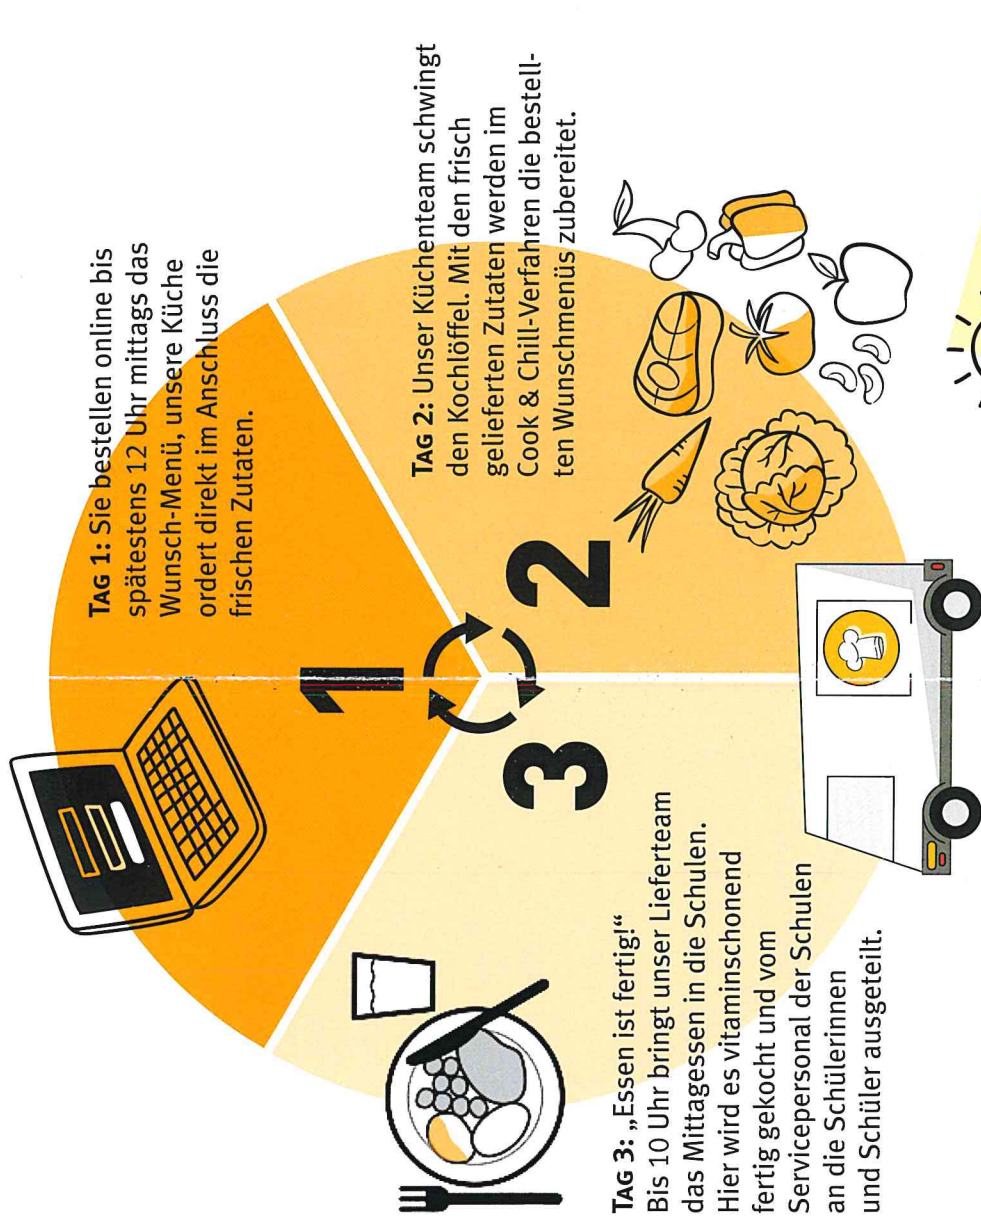 TAG 1: Sie bestellen online bis
spätestens 12 Uhr mittags das
Wunsch-Menü, unsere Küche
ordert direkt im Anschluss die
frischen Zutaten.
1
TAG 2: Unser Küchenteam schwingt
den Kochlöffel. Mit den frisch
gelieferten Zutaten werden im
Cook & Chill-Verfahren die bestell-
ten Wunschmenüs zubereitet.
2
3
TAG 3: „Essen ist fertig!“
Bis 10 Uhr bringt unser Lieferteam
das Mittagessen in die Schulen.
Hier wird es vitaminschonend
fertig gekocht und vom
Servicepersonal der Schulen
an die Schülerinnen
und Schüler ausgeteilt.